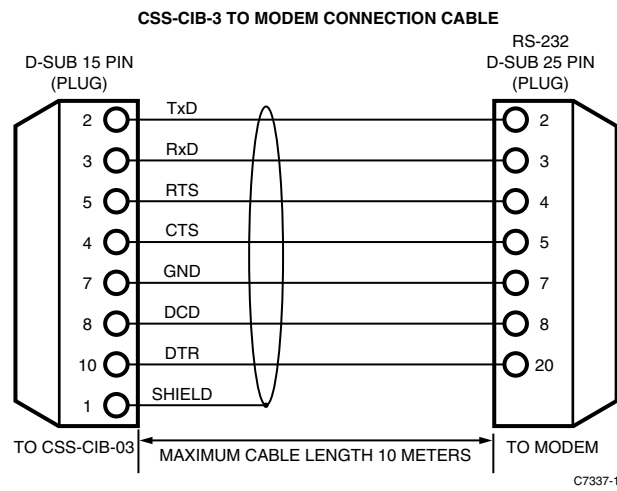 CSS-CIB-3 TO MODEM CONNECTION CABLE
D-SUB 15 PIN
(PLUG)
RS-232
D-SUB 25 PIN
(PLUG)
2 TxD 2
3 RxD 3
5 RTS 4
4 CTS 5
7 GND 7
8 DCD 8
10 DTR 20
1 SHIELD
TO CSS-CIB-03
MAXIMUM CABLE LENGTH 10 METERS
TO MODEM
C7337-1